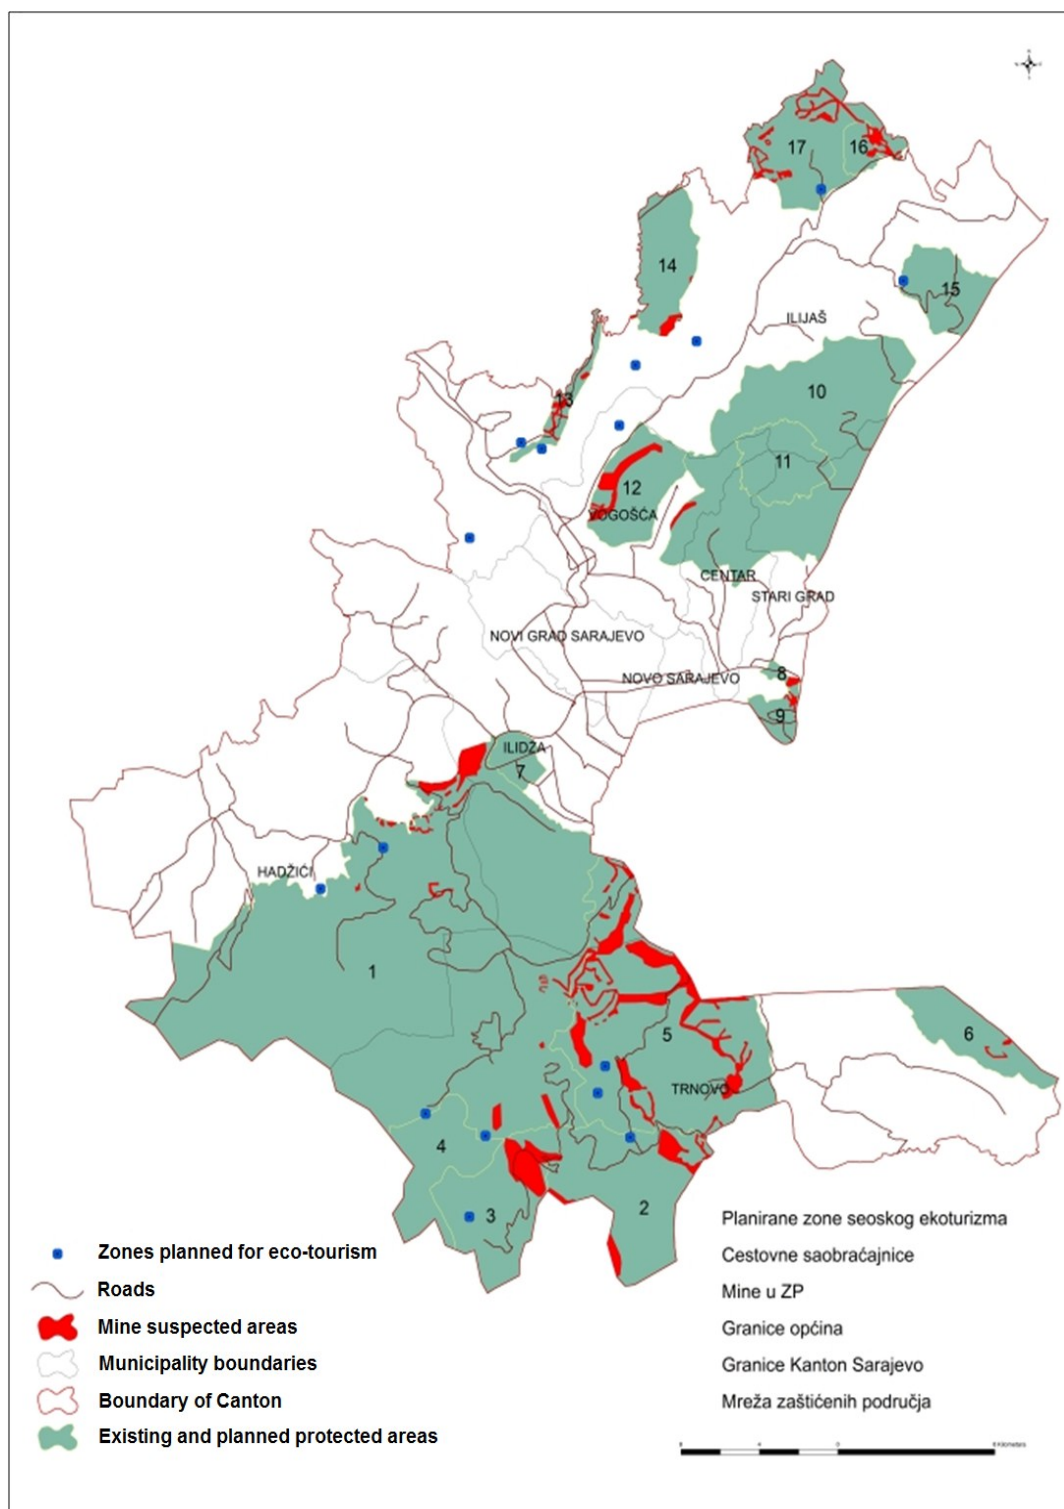 17
16
14
15
ILIJAŠ
10
13
11
12
VOGOŠĆA
CENTAR
STARI GRAD
NOVI GRAD SARAJEVO
8
NOVO SARAJEVO
9
ILIDŽA
7
HADŽIĆI
1
5
6
TRNOVO
4
2
3
Zones planned for eco-tourism
Roads
Mine suspected areas
Municipality boundaries
Boundary of Canton
Existing and planned protected areas
Planirane zone seoskog ekoturizma
Cestovne saobraćajnice
Mine u ZP
Granice općina
Granice Kanton Sarajevo
Mreža zaštićenih područja
Kilometers